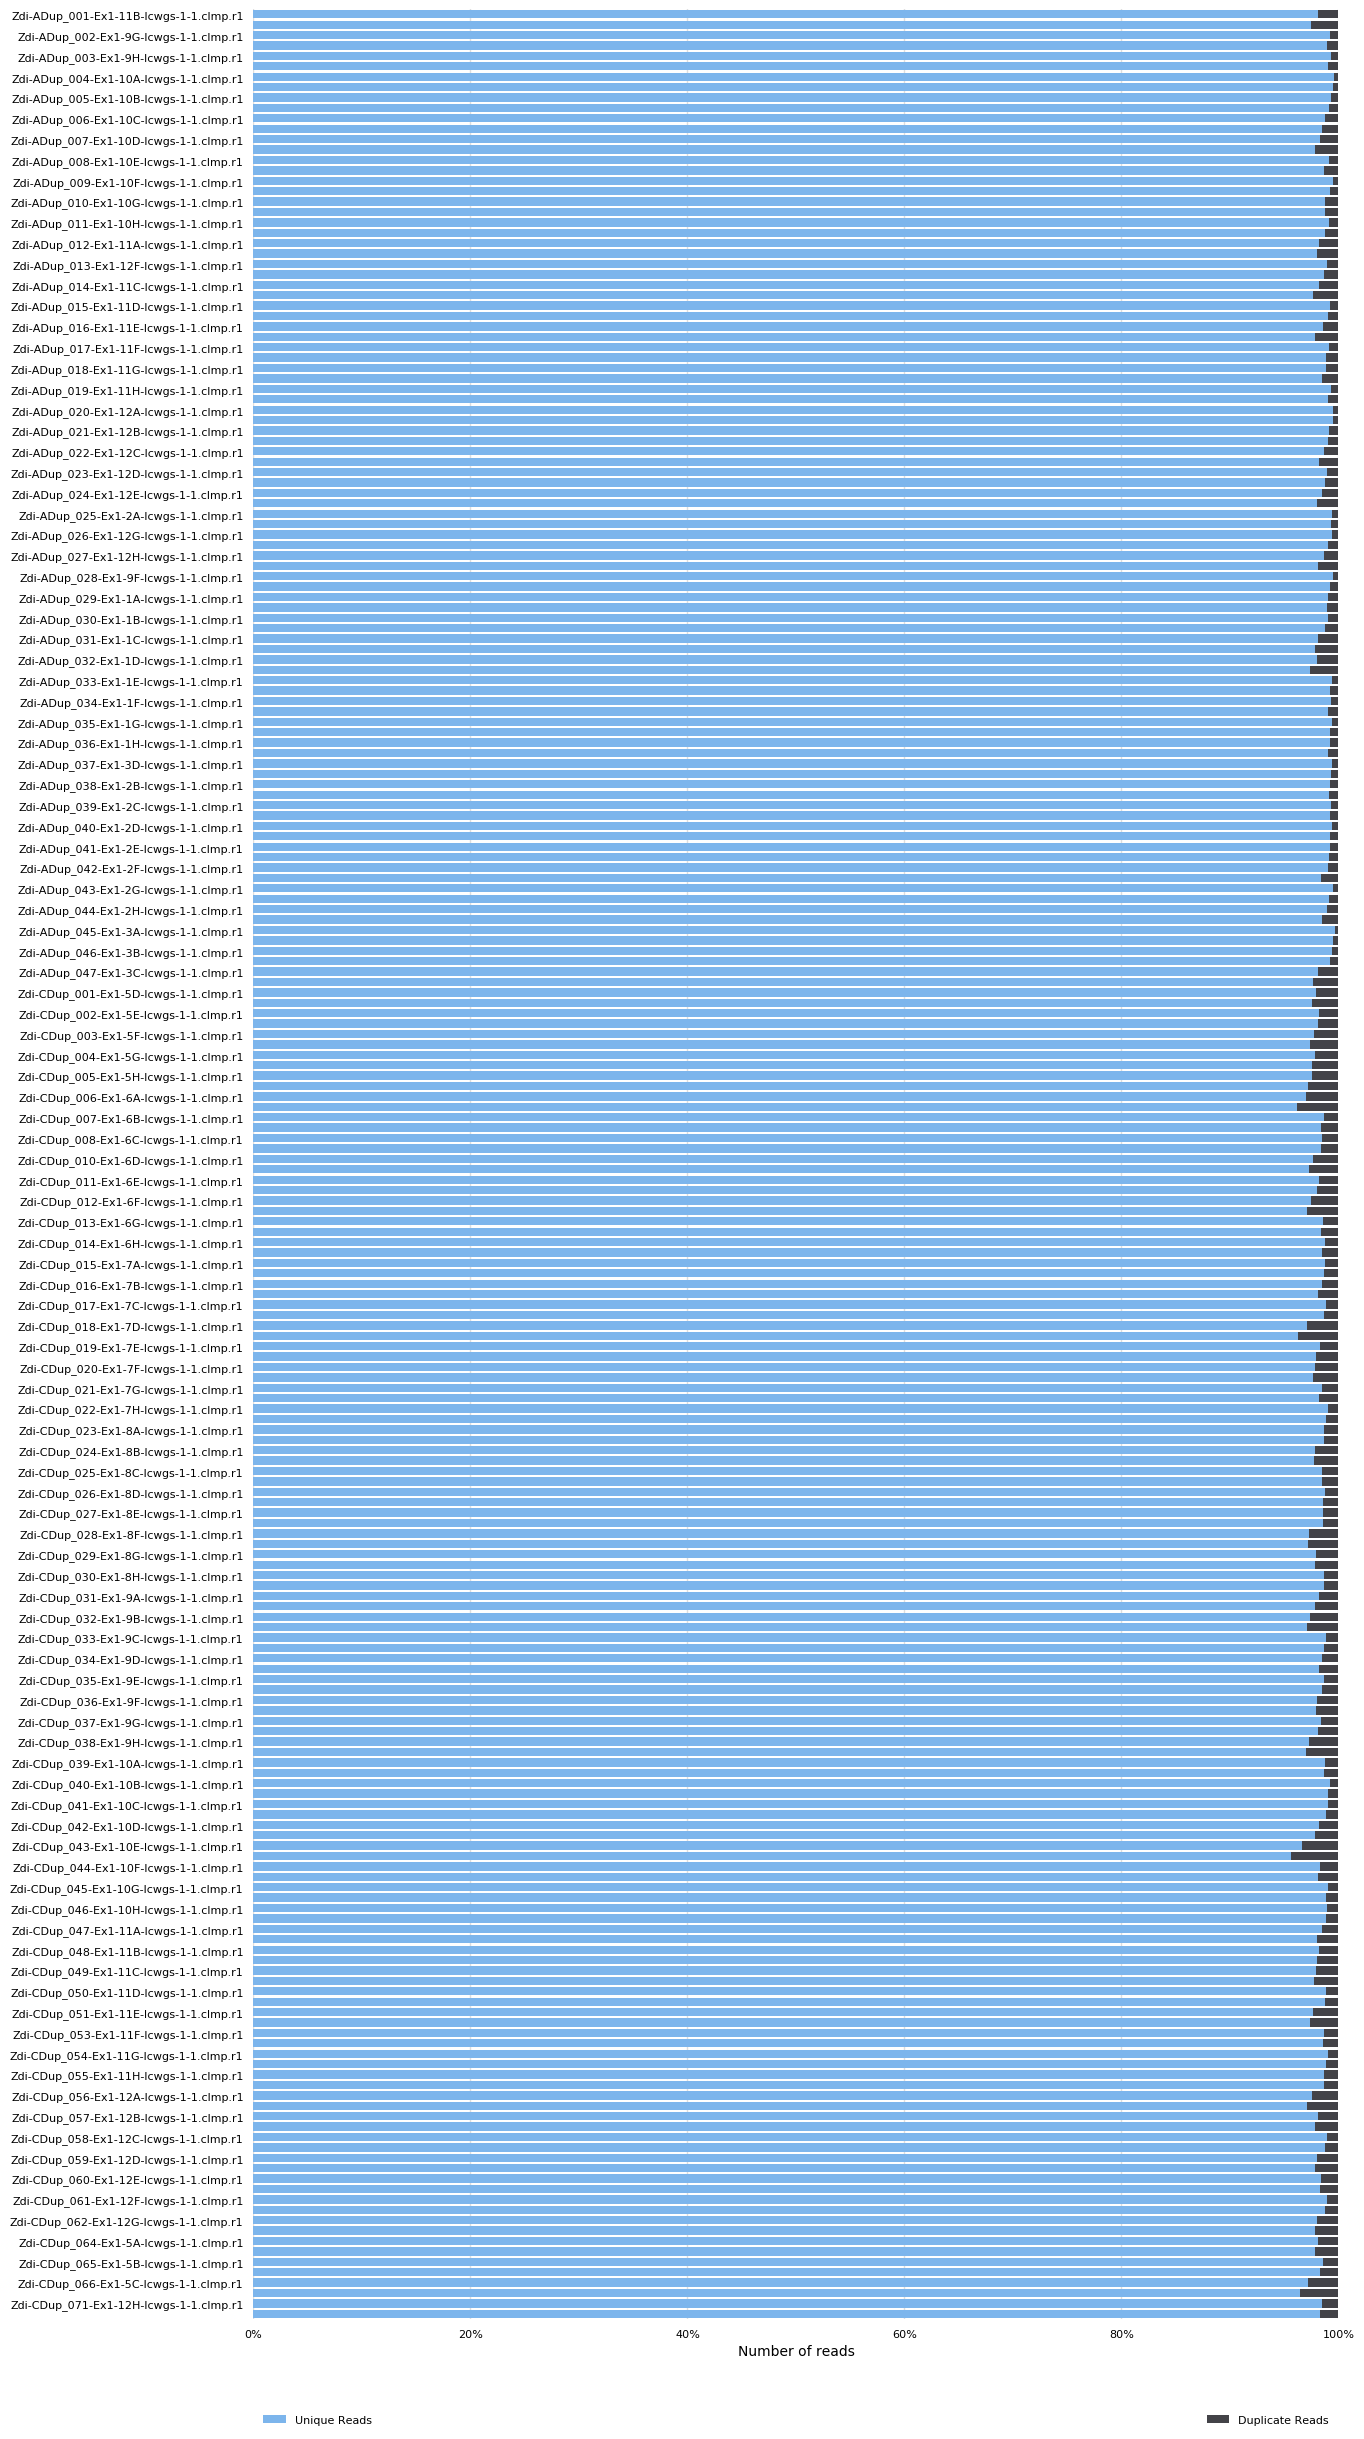 Zdi-ADup_001-Ex1-11B-lcwgs-1-1.clmp.r1
Zdi-ADup_002-Ex1-9G-lcwgs-1-1.clmp.r1
Zdi-ADup_003-Ex1-9H-lcwgs-1-1.clmp.r1
Zdi-ADup_004-Ex1-10A-lcwgs-1-1.clmp.r1
Zdi-ADup_005-Ex1-10B-lcwgs-1-1.clmp.r1
Zdi-ADup_006-Ex1-10C-lcwgs-1-1.clmp.r1
Zdi-ADup_007-Ex1-10D-lcwgs-1-1.clmp.r1
Zdi-ADup_008-Ex1-10E-lcwgs-1-1.clmp.r1
Zdi-ADup_009-Ex1-10F-lcwgs-1-1.clmp.r1
Zdi-ADup_010-Ex1-10G-lcwgs-1-1.clmp.r1
Zdi-ADup_011-Ex1-10H-lcwgs-1-1.clmp.r1
Zdi-ADup_012-Ex1-11A-lcwgs-1-1.clmp.r1
Zdi-ADup_013-Ex1-12F-lcwgs-1-1.clmp.r1
Zdi-ADup_014-Ex1-11C-lcwgs-1-1.clmp.r1
Zdi-ADup_015-Ex1-11D-lcwgs-1-1.clmp.r1
Zdi-ADup_016-Ex1-11E-lcwgs-1-1.clmp.r1
Zdi-ADup_017-Ex1-11F-lcwgs-1-1.clmp.r1
Zdi-ADup_018-Ex1-11G-lcwgs-1-1.clmp.r1
Zdi-ADup_019-Ex1-11H-lcwgs-1-1.clmp.r1
Zdi-ADup_020-Ex1-12A-lcwgs-1-1.clmp.r1
Zdi-ADup_021-Ex1-12B-lcwgs-1-1.clmp.r1
Zdi-ADup_022-Ex1-12C-lcwgs-1-1.clmp.r1
Zdi-ADup_023-Ex1-12D-lcwgs-1-1.clmp.r1
Zdi-ADup_024-Ex1-12E-lcwgs-1-1.clmp.r1
Zdi-ADup_025-Ex1-2A-lcwgs-1-1.clmp.r1
Zdi-ADup_026-Ex1-12G-lcwgs-1-1.clmp.r1
Zdi-ADup_027-Ex1-12H-lcwgs-1-1.clmp.r1
Zdi-ADup_028-Ex1-9F-lcwgs-1-1.clmp.r1
Zdi-ADup_029-Ex1-1A-lcwgs-1-1.clmp.r1
Zdi-ADup_030-Ex1-1B-lcwgs-1-1.clmp.r1
Zdi-ADup_031-Ex1-1C-lcwgs-1-1.clmp.r1
Zdi-ADup_032-Ex1-1D-lcwgs-1-1.clmp.r1
Zdi-ADup_033-Ex1-1E-lcwgs-1-1.clmp.r1
Zdi-ADup_034-Ex1-1F-lcwgs-1-1.clmp.r1
Zdi-ADup_035-Ex1-1G-lcwgs-1-1.clmp.r1
Zdi-ADup_036-Ex1-1H-lcwgs-1-1.clmp.r1
Zdi-ADup_037-Ex1-3D-lcwgs-1-1.clmp.r1
Zdi-ADup_038-Ex1-2B-lcwgs-1-1.clmp.r1
Zdi-ADup_039-Ex1-2C-lcwgs-1-1.clmp.r1
Zdi-ADup_040-Ex1-2D-lcwgs-1-1.clmp.r1
Zdi-ADup_041-Ex1-2E-lcwgs-1-1.clmp.r1
Zdi-ADup_042-Ex1-2F-lcwgs-1-1.clmp.r1
Zdi-ADup_043-Ex1-2G-lcwgs-1-1.clmp.r1
Zdi-ADup_044-Ex1-2H-lcwgs-1-1.clmp.r1
Zdi-ADup_045-Ex1-3A-lcwgs-1-1.clmp.r1
Zdi-ADup_046-Ex1-3B-lcwgs-1-1.clmp.r1
Zdi-ADup_047-Ex1-3C-lcwgs-1-1.clmp.r1
Zdi-CDup_001-Ex1-5D-lcwgs-1-1.clmp.r1
Zdi-CDup_002-Ex1-5E-lcwgs-1-1.clmp.r1
Zdi-CDup_003-Ex1-5F-lcwgs-1-1.clmp.r1
Zdi-CDup_004-Ex1-5G-lcwgs-1-1.clmp.r1
Zdi-CDup_005-Ex1-5H-lcwgs-1-1.clmp.r1
Zdi-CDup_006-Ex1-6A-lcwgs-1-1.clmp.r1
Zdi-CDup_007-Ex1-6B-lcwgs-1-1.clmp.r1
Zdi-CDup_008-Ex1-6C-lcwgs-1-1.clmp.r1
Zdi-CDup_010-Ex1-6D-lcwgs-1-1.clmp.r1
Zdi-CDup_011-Ex1-6E-lcwgs-1-1.clmp.r1
Zdi-CDup_012-Ex1-6F-lcwgs-1-1.clmp.r1
Zdi-CDup_013-Ex1-6G-lcwgs-1-1.clmp.r1
Zdi-CDup_014-Ex1-6H-lcwgs-1-1.clmp.r1
Zdi-CDup_015-Ex1-7A-lcwgs-1-1.clmp.r1
Zdi-CDup_016-Ex1-7B-lcwgs-1-1.clmp.r1
Zdi-CDup_017-Ex1-7C-lcwgs-1-1.clmp.r1
Zdi-CDup_018-Ex1-7D-lcwgs-1-1.clmp.r1
Zdi-CDup_019-Ex1-7E-lcwgs-1-1.clmp.r1
Zdi-CDup_020-Ex1-7F-lcwgs-1-1.clmp.r1
Zdi-CDup_021-Ex1-7G-lcwgs-1-1.clmp.r1
Zdi-CDup_022-Ex1-7H-lcwgs-1-1.clmp.r1
Zdi-CDup_023-Ex1-8A-lcwgs-1-1.clmp.r1
Zdi-CDup_024-Ex1-8B-lcwgs-1-1.clmp.r1
Zdi-CDup_025-Ex1-8C-lcwgs-1-1.clmp.r1
Zdi-CDup_026-Ex1-8D-lcwgs-1-1.clmp.r1
Zdi-CDup_027-Ex1-8E-lcwgs-1-1.clmp.r1
Zdi-CDup_028-Ex1-8F-lcwgs-1-1.clmp.r1
Zdi-CDup_029-Ex1-8G-lcwgs-1-1.clmp.r1
Zdi-CDup_030-Ex1-8H-lcwgs-1-1.clmp.r1
Zdi-CDup_031-Ex1-9A-lcwgs-1-1.clmp.r1
Zdi-CDup_032-Ex1-9B-lcwgs-1-1.clmp.r1
Zdi-CDup_033-Ex1-9C-lcwgs-1-1.clmp.r1
Zdi-CDup_034-Ex1-9D-lcwgs-1-1.clmp.r1
Zdi-CDup_035-Ex1-9E-lcwgs-1-1.clmp.r1
Zdi-CDup_036-Ex1-9F-lcwgs-1-1.clmp.r1
Zdi-CDup_037-Ex1-9G-lcwgs-1-1.clmp.r1
Zdi-CDup_038-Ex1-9H-lcwgs-1-1.clmp.r1
Zdi-CDup_039-Ex1-10A-lcwgs-1-1.clmp.r1
Zdi-CDup_040-Ex1-10B-lcwgs-1-1.clmp.r1
Zdi-CDup_041-Ex1-10C-lcwgs-1-1.clmp.r1
Zdi-CDup_042-Ex1-10D-lcwgs-1-1.clmp.r1
Zdi-CDup_043-Ex1-10E-lcwgs-1-1.clmp.r1
Zdi-CDup_044-Ex1-10F-lcwgs-1-1.clmp.r1
Zdi-CDup_045-Ex1-10G-lcwgs-1-1.clmp.r1
Zdi-CDup_046-Ex1-10H-lcwgs-1-1.clmp.r1
Zdi-CDup_047-Ex1-11A-lcwgs-1-1.clmp.r1
Zdi-CDup_048-Ex1-11B-lcwgs-1-1.clmp.r1
Zdi-CDup_049-Ex1-11C-lcwgs-1-1.clmp.r1
Zdi-CDup_050-Ex1-11D-lcwgs-1-1.clmp.r1
Zdi-CDup_051-Ex1-11E-lcwgs-1-1.clmp.r1
Zdi-CDup_053-Ex1-11F-lcwgs-1-1.clmp.r1
Zdi-CDup_054-Ex1-11G-lcwgs-1-1.clmp.r1
Zdi-CDup_055-Ex1-11H-lcwgs-1-1.clmp.r1
Zdi-CDup_056-Ex1-12A-lcwgs-1-1.clmp.r1
Zdi-CDup_057-Ex1-12B-lcwgs-1-1.clmp.r1
Zdi-CDup_058-Ex1-12C-lcwgs-1-1.clmp.r1
Zdi-CDup_059-Ex1-12D-lcwgs-1-1.clmp.r1
Zdi-CDup_060-Ex1-12E-lcwgs-1-1.clmp.r1
Zdi-CDup_061-Ex1-12F-lcwgs-1-1.clmp.r1
Zdi-CDup_062-Ex1-12G-lcwgs-1-1.clmp.r1
Zdi-CDup_064-Ex1-5A-lcwgs-1-1.clmp.r1
Zdi-CDup_065-Ex1-5B-lcwgs-1-1.clmp.r1
Zdi-CDup_066-Ex1-5C-lcwgs-1-1.clmp.r1
Zdi-CDup_071-Ex1-12H-lcwgs-1-1.clmp.r1
0% 20% 40% 60% 80% 100%
Number of reads
Unique Reads Duplicate Reads